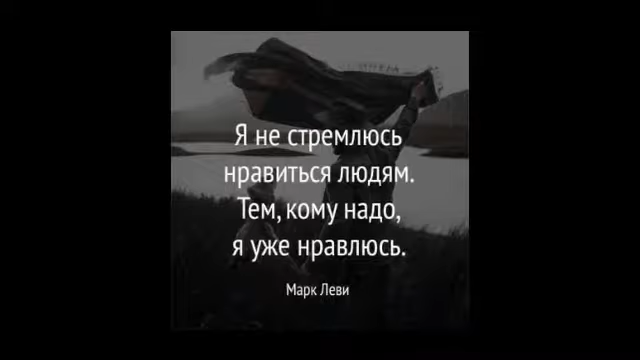 Я не стремлюсь
нравиться людям.
Тем, кому надо,
я уже нравлюсь.
Марк Леви